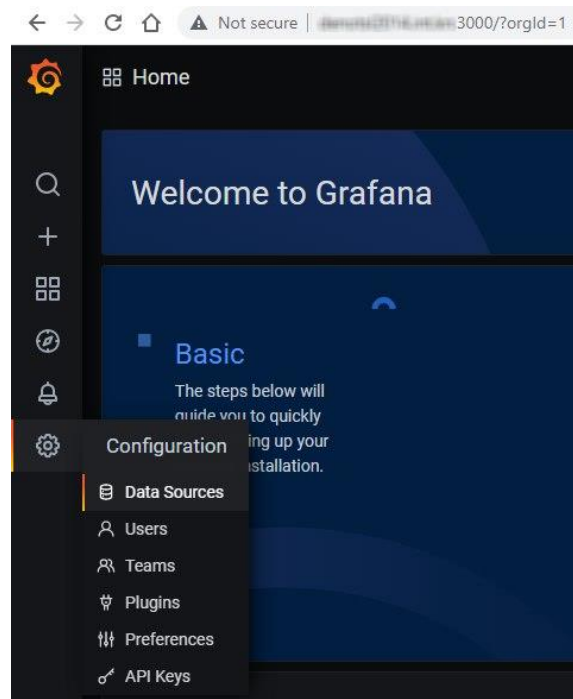 Not secure | 3000/?orgId=1
Home
Welcome to Grafana
Basic
The steps below will
guide you to quickly
ing up your
stallation.
Configuration
Data Sources
Users
Teams
Plugins
Preferences
API Keys